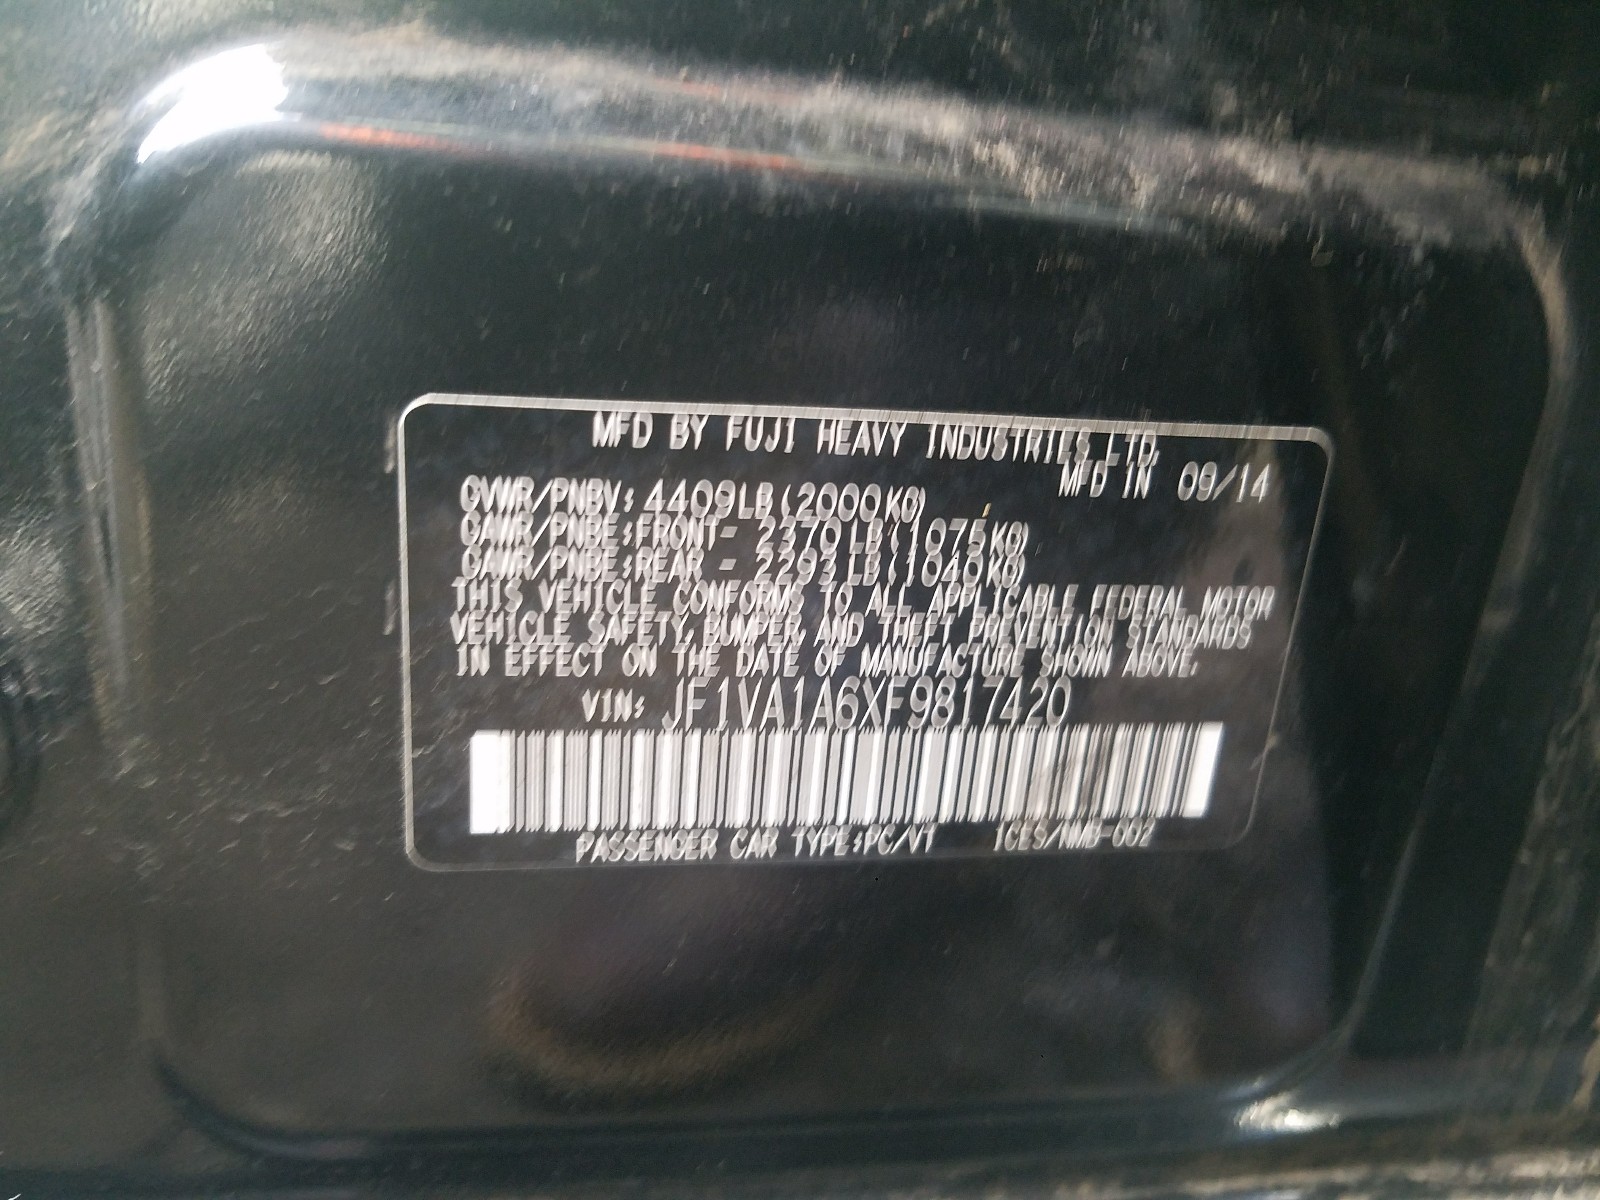 MFD BY FUJI HEAVY INDUSTRIES LTD.
MFD IN 09/14
GVWR/PNBV: 4409LB(2000KG)
GAWR/PNBE:FRONT- 2370LB(1075KG)
GAWR/PNBE:REAR - 2293LB(1040KG)
THIS VEHICLE CONFORMS TO ALL APPLICABLE FEDERAL MOTOR
VEHICLE SAFETY, BUMPER, AND THEFT PREVENTION STANDARDS
IN EFFECT ON THE DATE OF MANUFACTURE SHOWN ABOVE.
VIN: JF1VA1A6XF9817420
PASSENGER CAR TYPE:PC/VT ICES/NMB-002